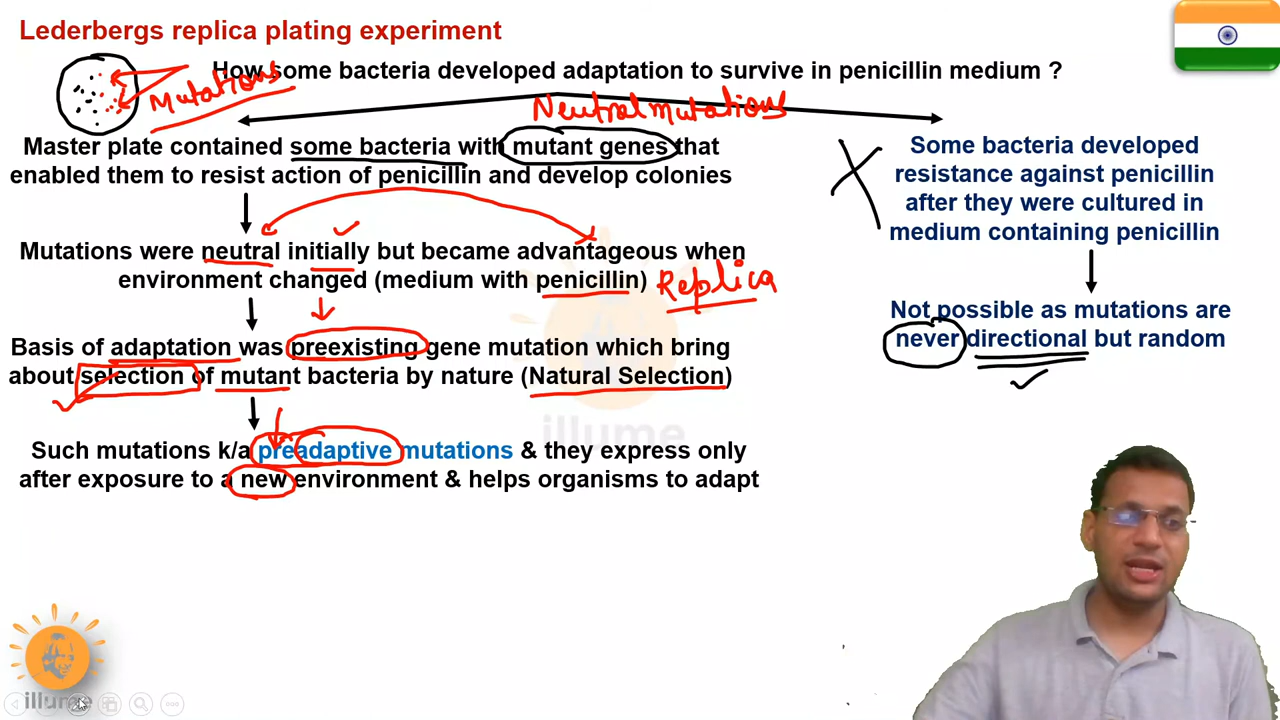 Lederbergs replica plating experiment
How some bacteria developed adaptation to survive in penicillin medium ?
Mutations
Neutral mutations
Master plate contained some bacteria with mutant genes that
enabled them to resist action of penicillin and develop colonies
Mutations were neutral initially but became advantageous when
environment changed (medium with penicillin)
Replica
Basis of adaptation was preexisting gene mutation which bring
about selection of mutant bacteria by nature (Natural Selection)
Such mutations k/a preadaptive mutations & they express only
after exposure to a new environment & helps organisms to adapt
Some bacteria developed
resistance against penicillin
after they were cultured in
medium containing penicillin
Not possible as mutations are
never directional but random
illume
illume